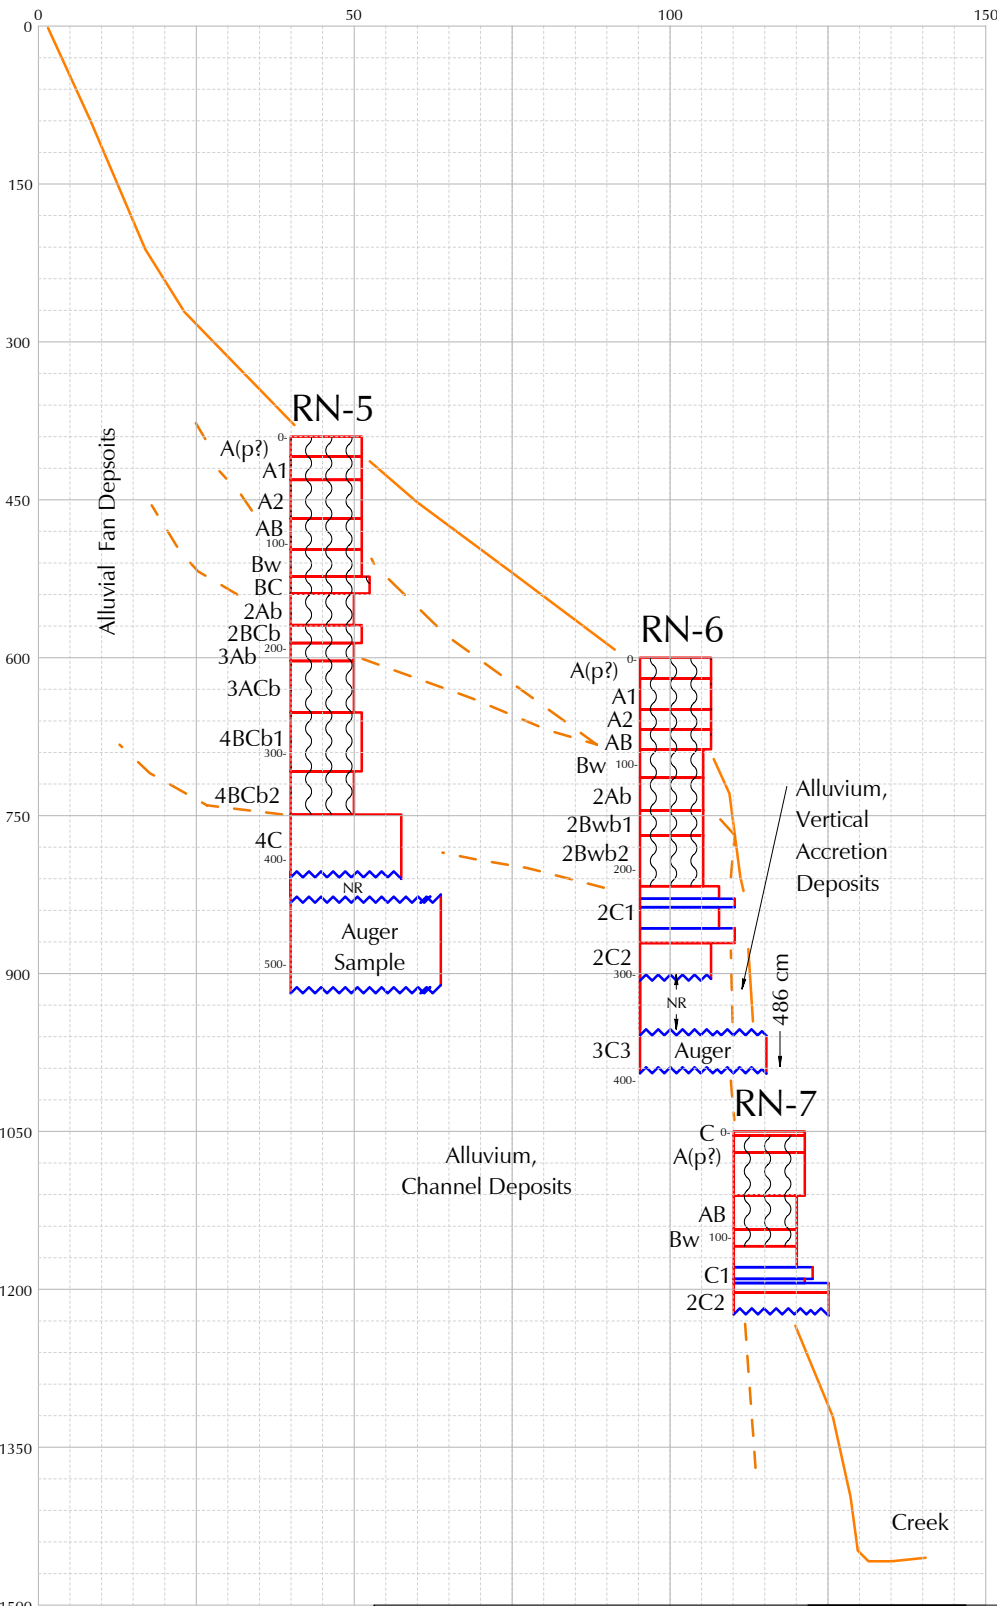 0
50
100
150
0
150
300
450
600
750
900
1050
1200
1350
1500
Alluvial Fan Depsoits
RN-5
0-
A(p?)
A1
A2
AB
100-
Bw
BC
2Ab
2BCb
200-
3Ab
3ACb
4BCb1
300-
4BCb2
4C
400-
NR
Auger
Sample
500-
RN-6
0-
A(p?)
A1
A2
AB
Bw
100-
2Ab
2Bwb1
2Bwb2
200-
2C1
2C2
300-
NR
3C3
Auger
400-
Alluvium,
Vertical
Accretion
Deposits
486 cm
RN-7
C
0-
A(p?)
AB
Bw
100-
C1
2C2
Alluvium,
Channel Deposits
Creek